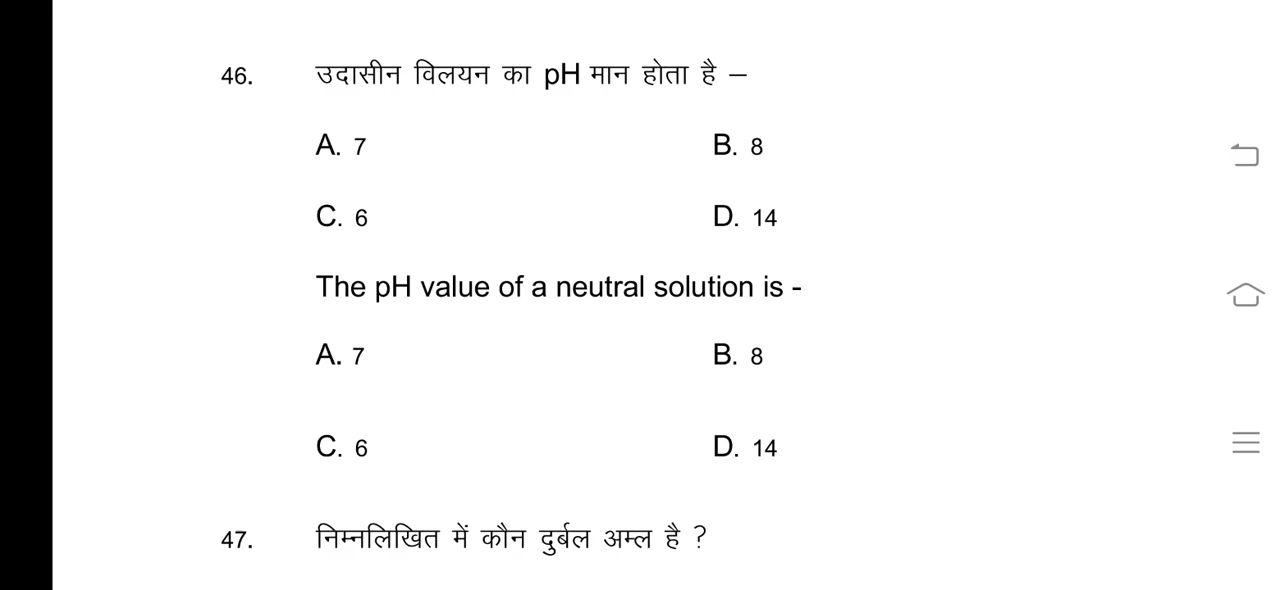 46. उदासीन विलयन का pH मान होता है –
A. 7 B. 8
C. 6 D. 14
The pH value of a neutral solution is -
A. 7 B. 8
C. 6 D. 14
47. निम्नलिखित में कौन दुर्बल अम्ल है ?